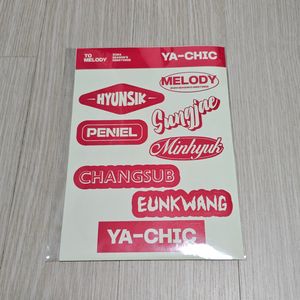 TO
MELODY
YA-CHIC
MELODY
HYUNSIK
Sungjae
PENIEL
Minhyuk
CHANGSUB
EUNKWANG
YA-CHIC